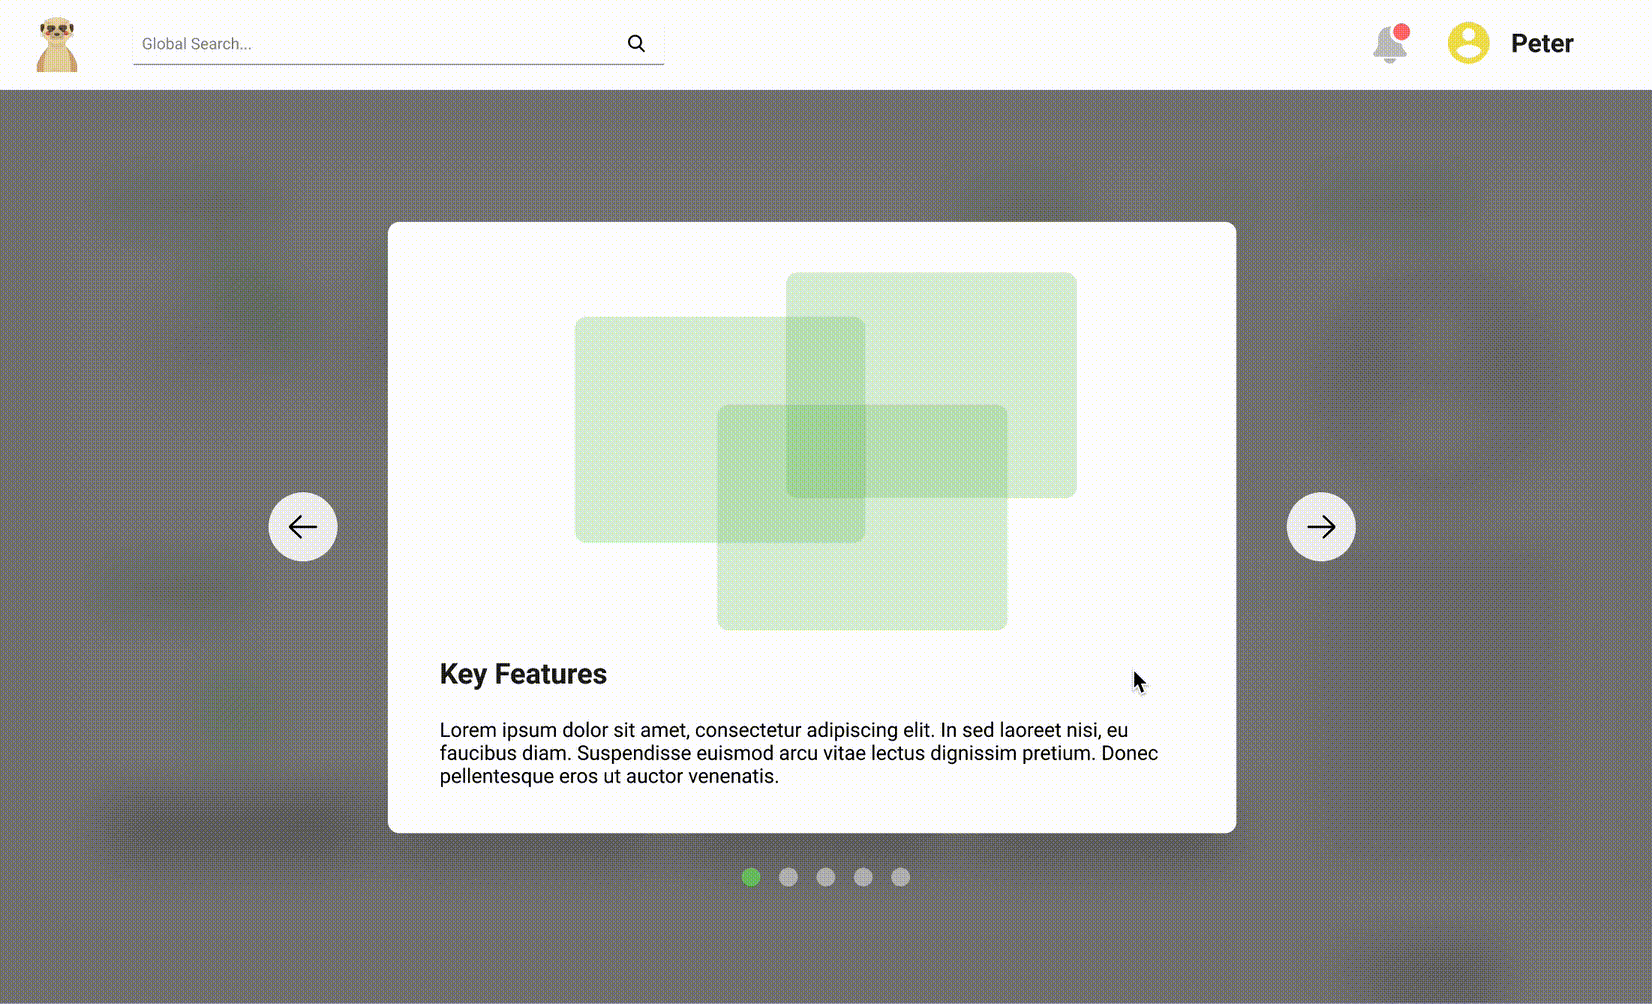 Global Search...
Peter
Key Features
Lorem ipsum dolor sit amet, consectetur adipiscing elit. In sed laoreet nisi, eu
faucibus diam. Suspendisse euismod arcu vitae lectus dignissim pretium. Donec
pellentesque eros ut auctor venenatis.